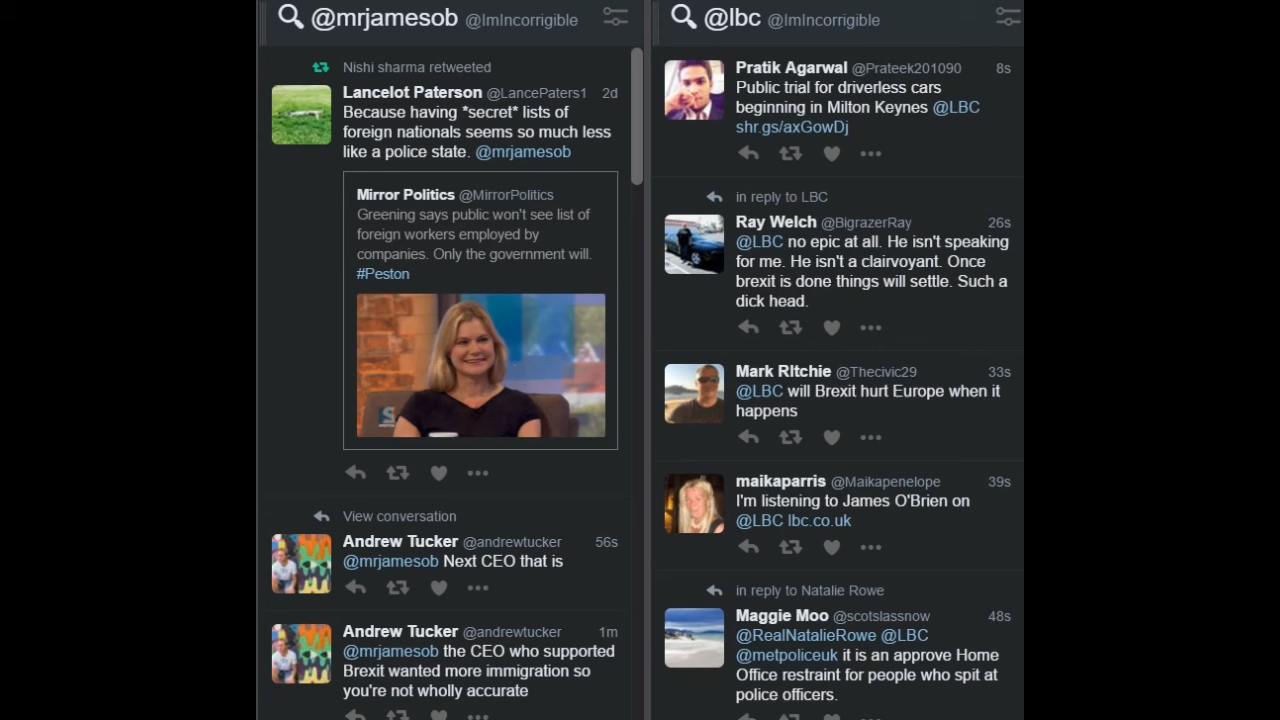 @mrjamesob @ImIncorrigible
Nishi sharma retweeted
Lancelot Paterson @LancePaters1 2d
Because having *secret* lists of
foreign nationals seems so much less
like a police state. @mrjamesob
Mirror Politics @MirrorPolitics
Greening says public won't see list of
foreign workers employed by
companies. Only the government will.
#Peston
View conversation
Andrew Tucker @andrewtucker 56s
@mrjamesob Next CEO that is
Andrew Tucker @andrewtucker 1m
@mrjamesob the CEO who supported
Brexit wanted more immigration so
you're not wholly accurate
@lbc @ImIncorrigible
Pratik Agarwal @Prateek201090 8s
Public trial for driverless cars
beginning in Milton Keynes @LBC
shr.gs/axGowDj
in reply to LBC
Ray Welch @BigrazerRay 26s
@LBC no epic at all. He isn't speaking
for me. He isn't a clairvoyant. Once
brexit is done things will settle. Such a
dick head.
Mark RItchie @Thecivic29 33s
@LBC will Brexit hurt Europe when it
happens
maikaparris @Maikapenelope 39s
I'm listening to James O'Brien on
@LBC lbc.co.uk
in reply to Natalie Rowe
Maggie Moo @scotslassnow 48s
@RealNatalieRowe @LBC
@metpoliceuk it is an approve Home
Office restraint for people who spit at
police officers.